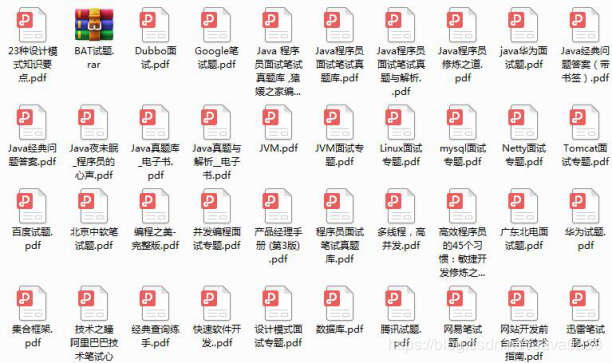 23种设计模
式知识要
点.pdf
BAT试题.
rar
Dubbo面
试.pdf
Google笔
试题.pdf
Java 程序
员面试笔试
真题库 ,猿
媛之家编...
Java程序员
面试笔试真
题库.pdf
Java程序员
面试笔试真
题与解析.
.pdf
Java程序员
修炼之道.
pdf
java华为面
试题.pdf
Java经典问
题答案（带
书签）.pdf
Java经典问
题答案.pdf
Java夜未眠
_程序员的
心声.pdf
Java真题库
_电子书.
pdf
Java真题与
解析__电子
书.pdf
JVM.pdf
JVM面试专
题.pdf
Linux面试
专题.pdf
mysql面试
专题.pdf
Netty面试
专题.pdf
Tomcat面
试专题.pdf
百度试题.
pdf
北京中软笔
试题.pdf
编程之美-
完整版.pdf
并发编程面
试专题.pdf
产品经理手
册 (第3版)
.pdf
程序员面试
笔试真题
库.pdf
多线程，高
并发.pdf
高效程序员
的45个习
惯：敏捷开
发修炼之...
广东北电面
试题.pdf
华为试题.
pdf
集合框架.
pdf
技术之瞳
阿里巴巴技
术笔试心
经典查询练
手.pdf
快速软件开
发..pdf
设计模式面
试专题.pdf
数据库.pdf
腾讯试题.
pdf
网易笔试
题.pdf
网站开发前
台后台技术
指南.pdf
迅雷笔试
题.pdf